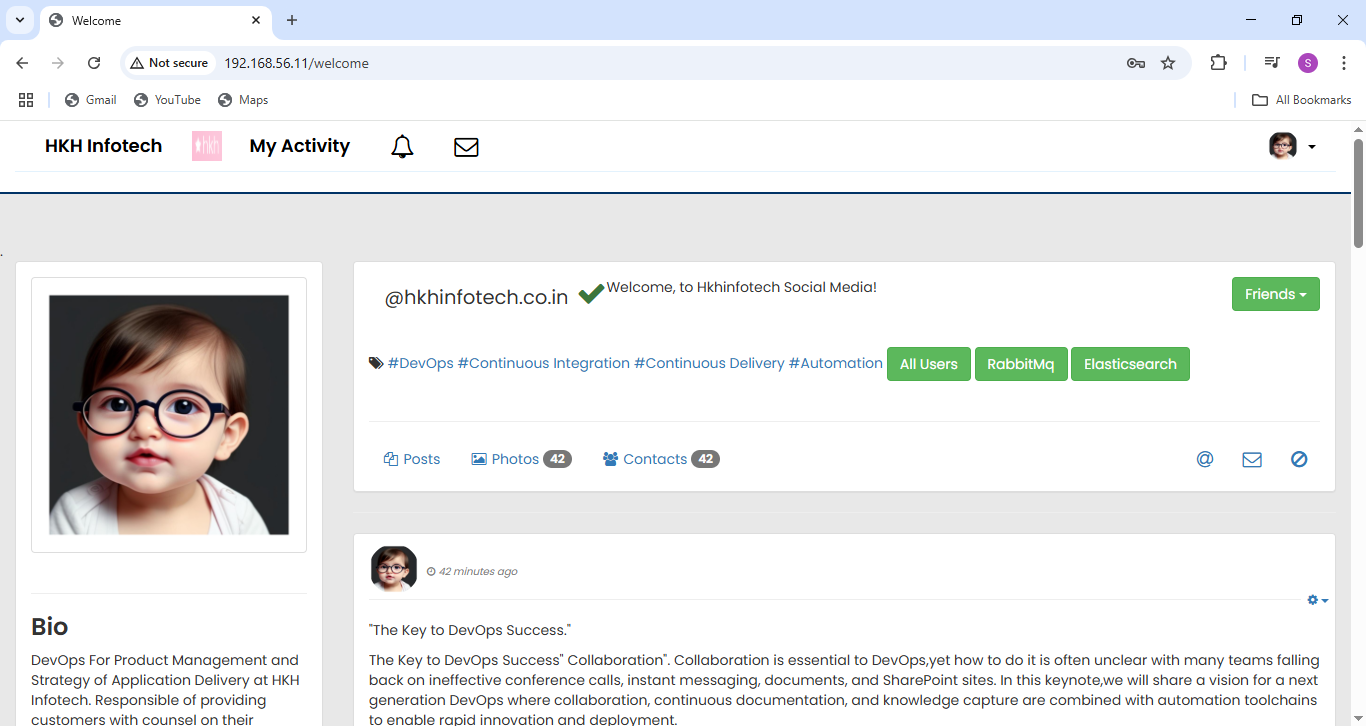 Welcome
Not secure 192.168.56.11/welcome
S
Gmail YouTube Maps All Bookmarks
HKH Infotech hkh My Activity
.
@hkhinfotech.co.in Welcome, to Hkhinfotech Social Media! Friends
#DevOps #Continuous Integration #Continuous Delivery #Automation All Users RabbitMq Elasticsearch
Posts Photos 42 Contacts 42 @
42 minutes ago
"The Key to DevOps Success."
The Key to DevOps Success" Collaboration". Collaboration is essential to DevOps,yet how to do it is often unclear with many teams falling
back on ineffective conference calls, instant messaging, documents, and SharePoint sites. In this keynote,we will share a vision for a next
generation DevOps where collaboration, continuous documentation, and knowledge capture are combined with automation toolchains
to enable rapid innovation and deployment.
Bio
DevOps For Product Management and
Strategy of Application Delivery at HKH
Infotech. Responsible of providing
customers with counsel on their